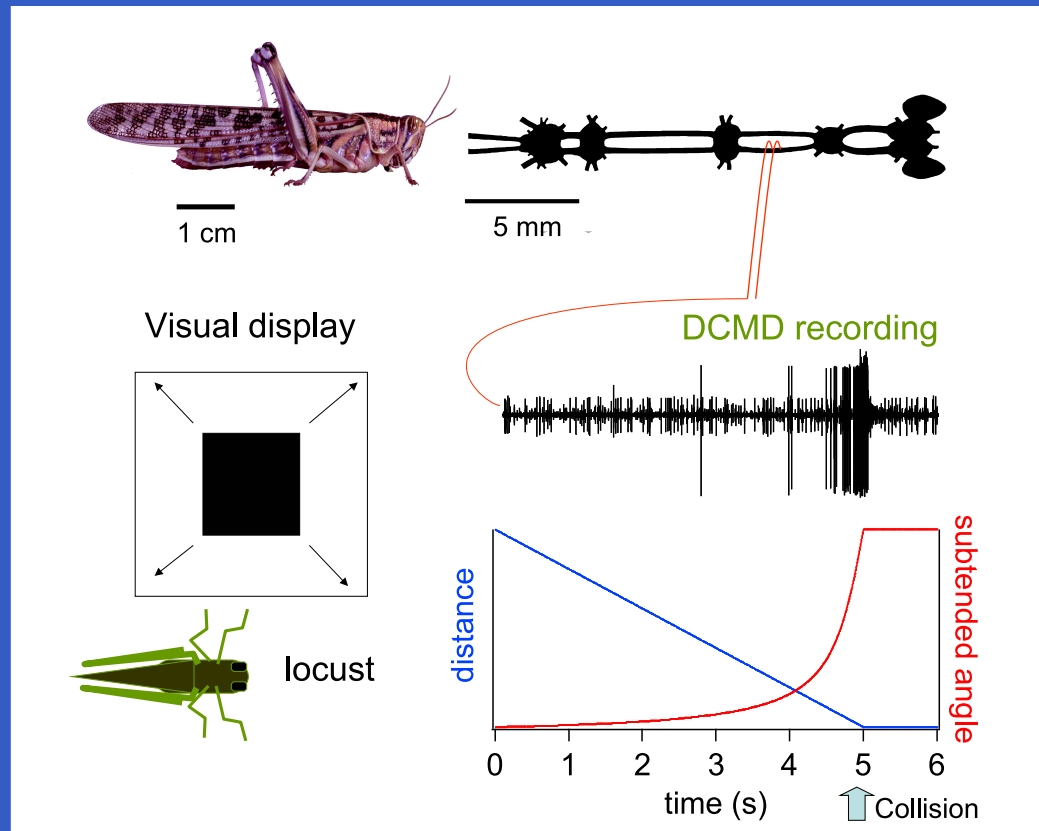 1 cm
5 mm
Visual display
DCMD recording
locust
distance
subtended angle
0 1 2 3 4 5 6
time (s)
Collision